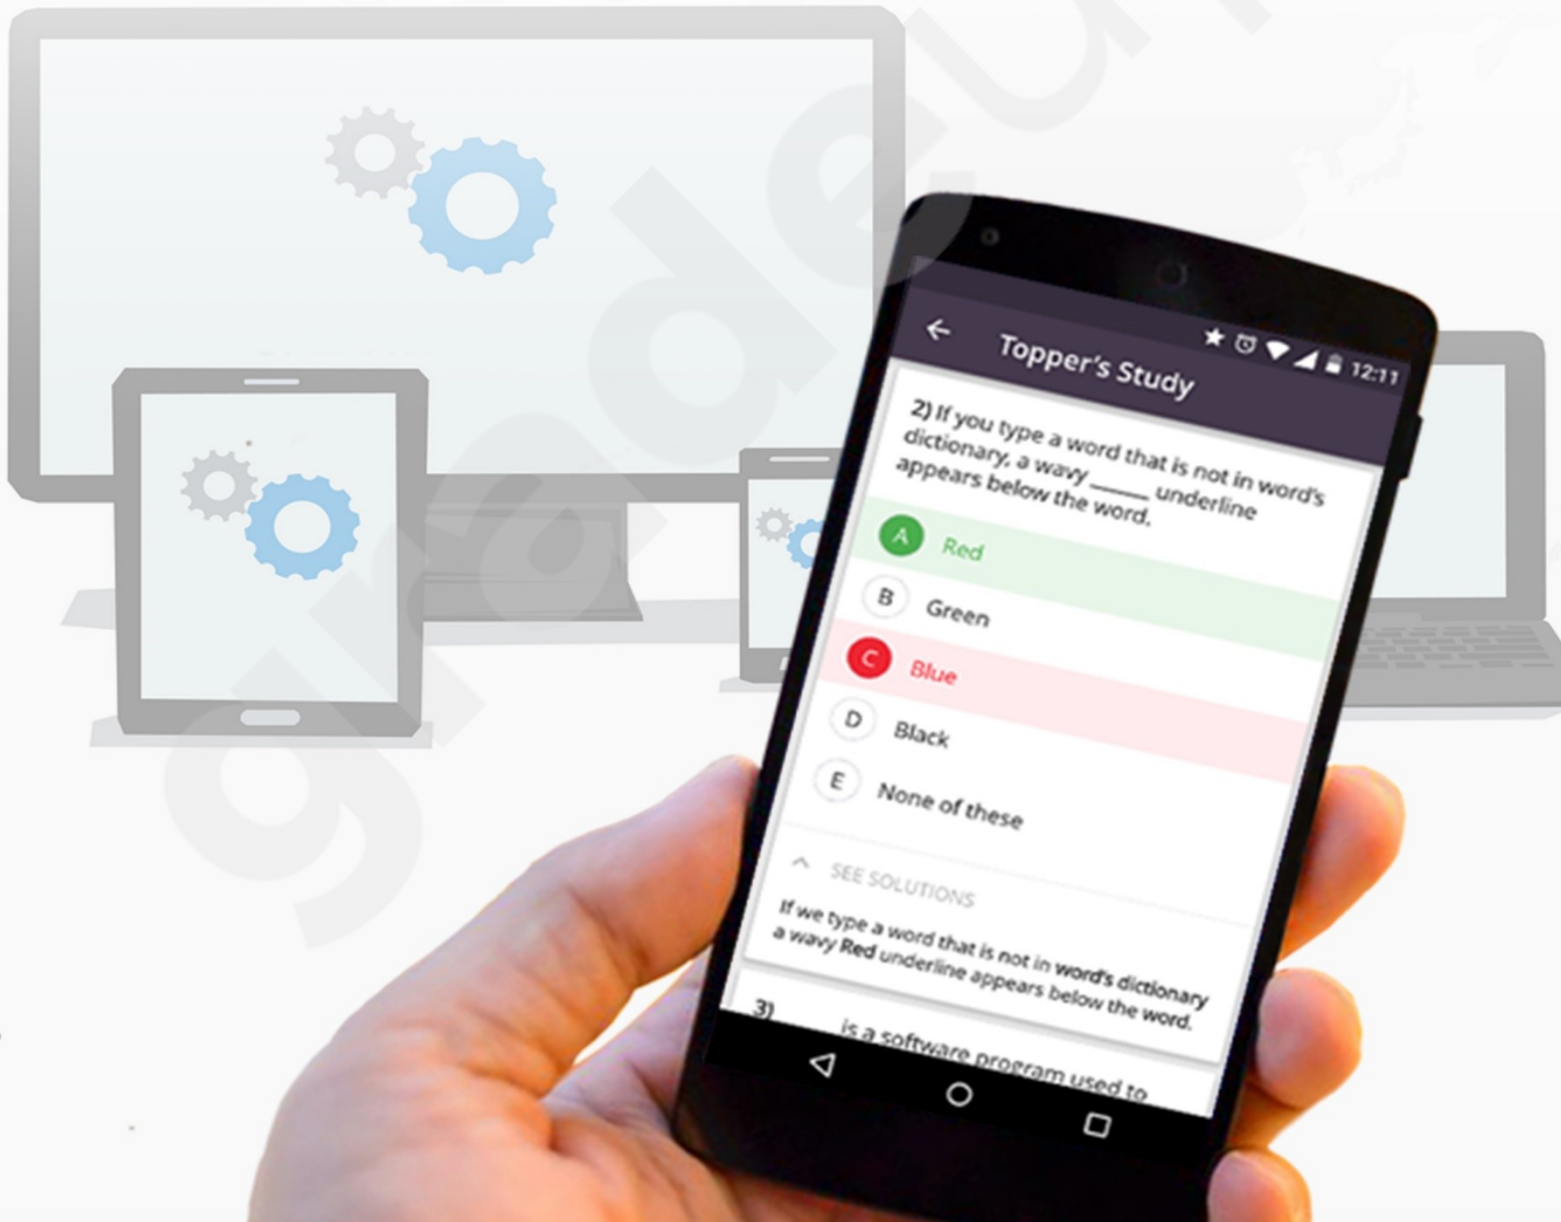 gradeup
12:11
Topper's Study
2) If you type a word that is not in word's
dictionary, a wavy ______ underline
appears below the word.
A Red
B Green
C Blue
D Black
E None of these
SEE SOLUTIONS
If we type a word that is not in word's dictionary
a wavy Red underline appears below the word.
3) ______ is a software program used to